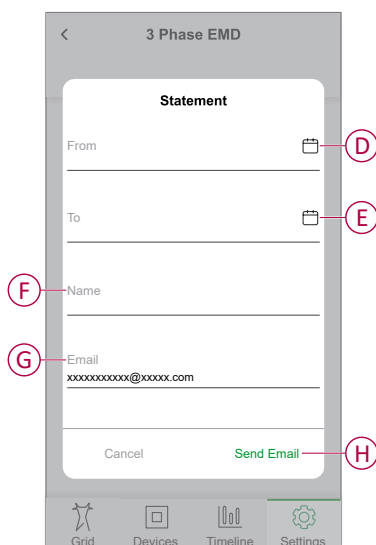 3 Phase EMD
Statement
From
D
To
E
F
Name
G
Email
xxxxxxxxxxx@xxxxx.com
Cancel
Send Email
H
Grid
Devices
Timeline
Settings